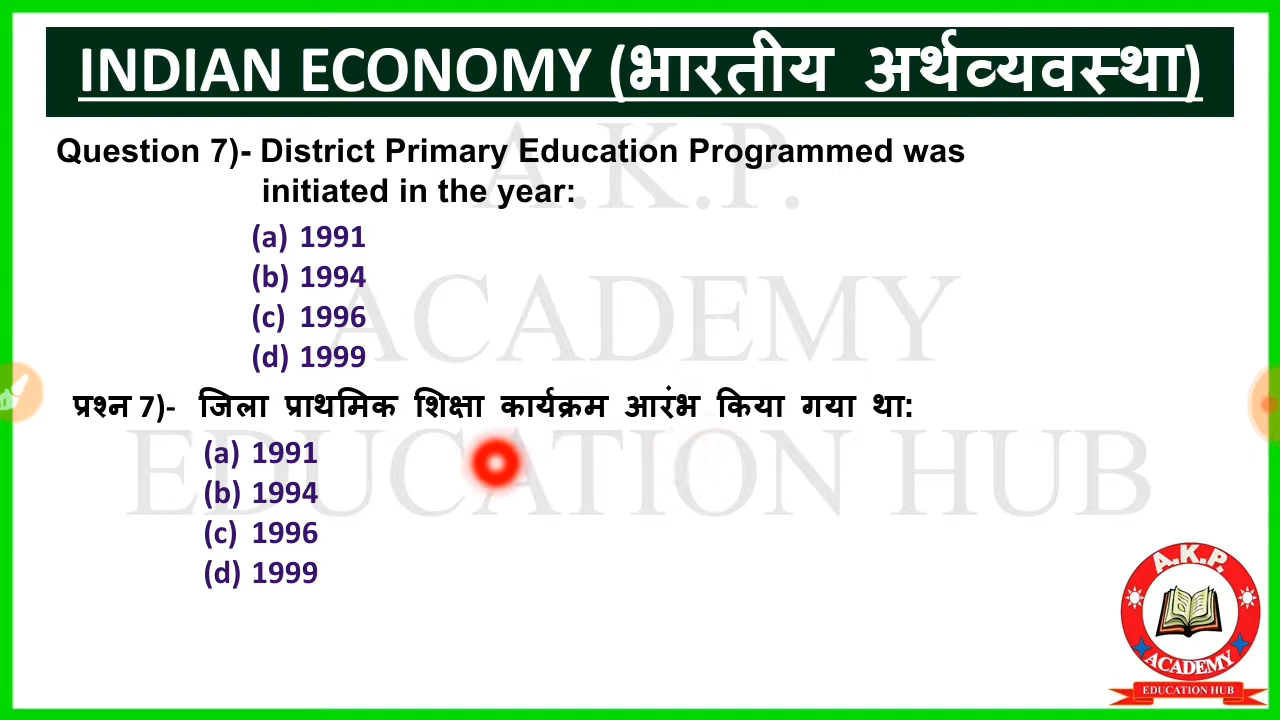 INDIAN ECONOMY (भारतीय अर्थव्यवस्था)
Question 7)- District Primary Education Programmed was
initiated in the year:
(a) 1991
(b) 1994
(c) 1996
(d) 1999
प्रश्न 7)- जिला प्राथमिक शिक्षा कार्यक्रम आरंभ किया गया था:
(a) 1991
(b) 1994
(c) 1996
(d) 1999
A.K.P.
ACADEMY
EDUCATION HUB
A.K.P.
ACADEMY
EDUCATION HUB